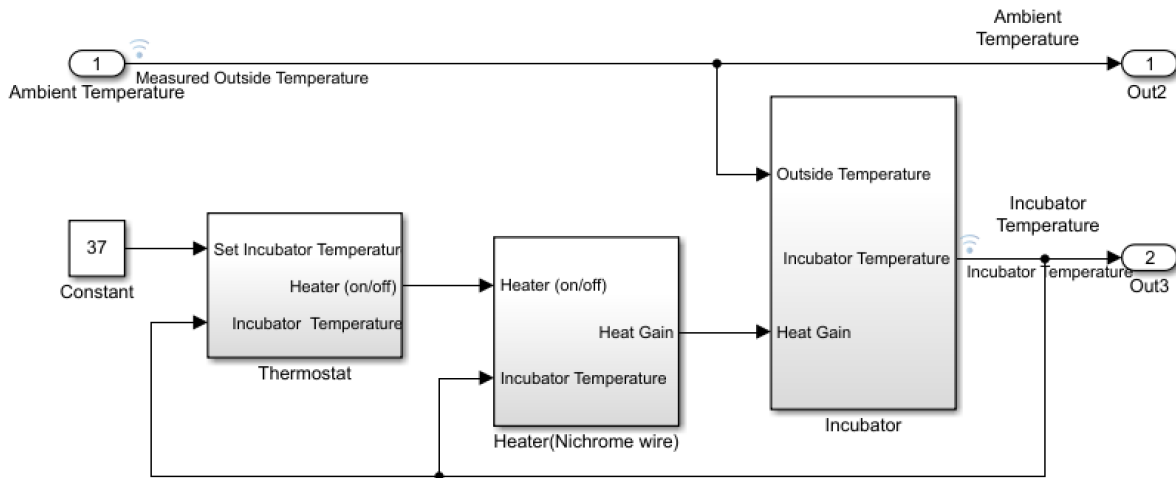 Ambient
Temperature
1
Measured Outside Temperature
Ambient Temperature
1
Out2
Outside Temperature
Incubator
Temperature
37
Constant
Set Incubator Temperatur
Heater (on/off)
Incubator Temperature
Thermostat
Heater (on/off)
Heat Gain
Incubator Temperature
Heater(Nichrome wire)
Incubator Temperature
Heat Gain
Incubator
Incubator Temperature
2
Out3